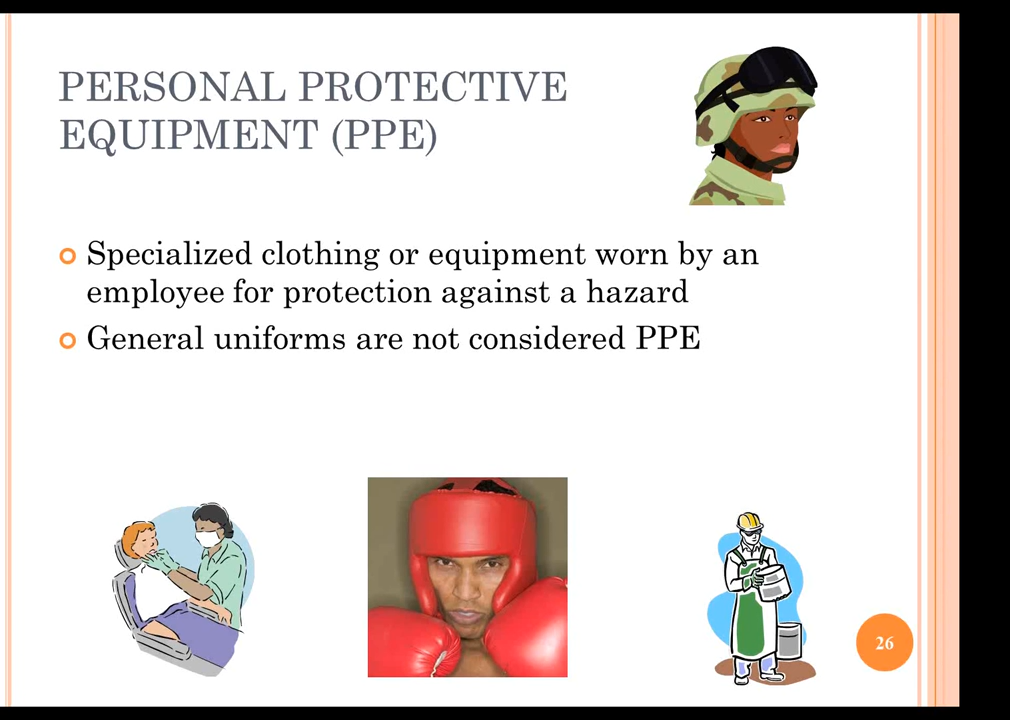 PERSONAL PROTECTIVE
EQUIPMENT (PPE)
Specialized clothing or equipment worn by an
employee for protection against a hazard
General uniforms are not considered PPE
26